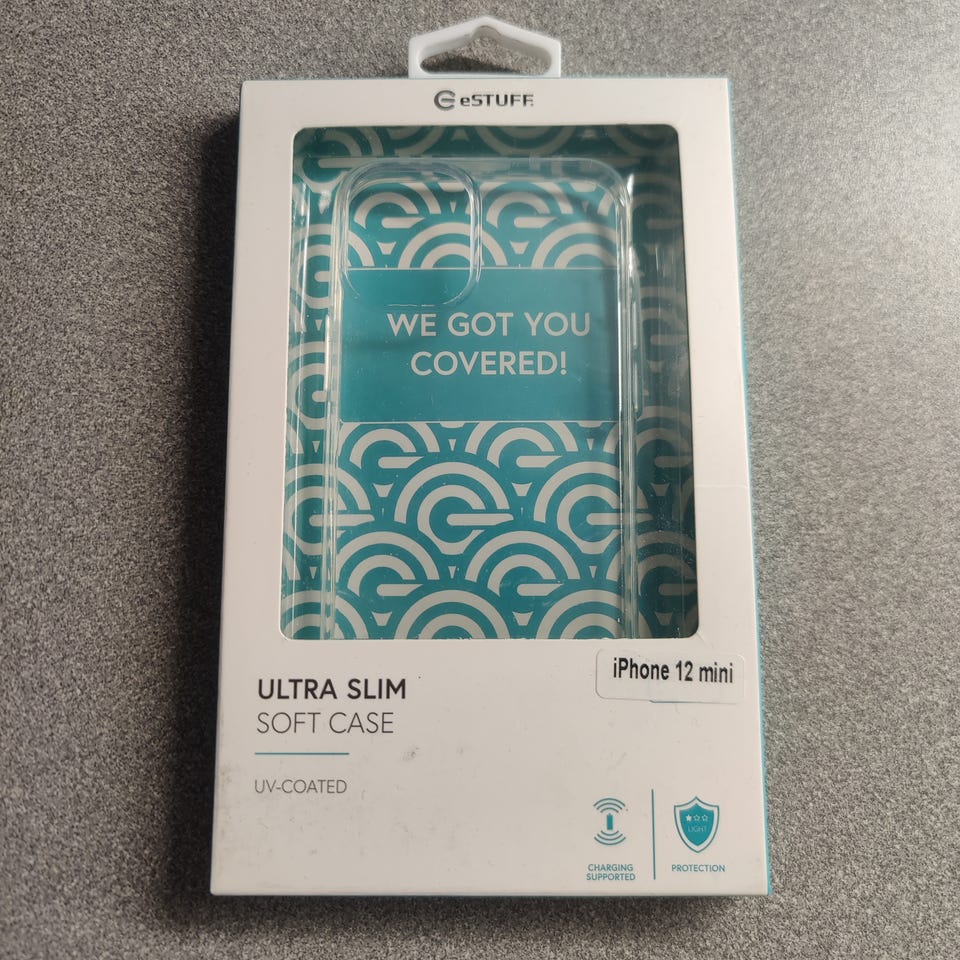 eSTUFF
WE GOT YOU
COVERED!
iPhone 12 mini
ULTRA SLIM
SOFT CASE
UV-COATED
LIGHT
CHARGING
SUPPORTED
PROTECTION